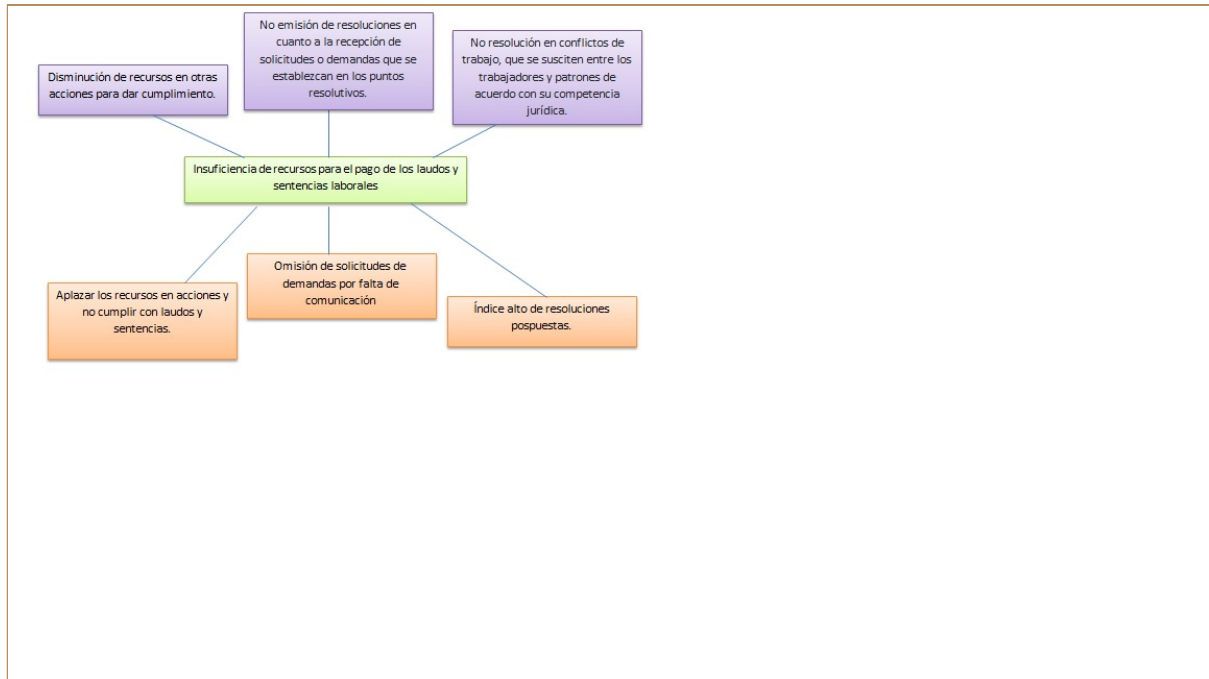 Disminución de recursos en otras
acciones para dar cumplimiento.
No emisión de resoluciones en
cuanto a la recepción de
solicitudes o demandas que se
establezcan en los puntos
resolutivos.
No resolución en conflictos de
trabajo, que se susciten entre los
trabajadores y patrones de
acuerdo con su competencia
jurídica.
Insuficiencia de recursos para el pago de los laudos y
sentencias laborales
Aplazar los recursos en acciones y
no cumplir con laudos y
sentencias.
Omisión de solicitudes de
demandas por falta de
comunicación
Índice alto de resoluciones
pospuestas.